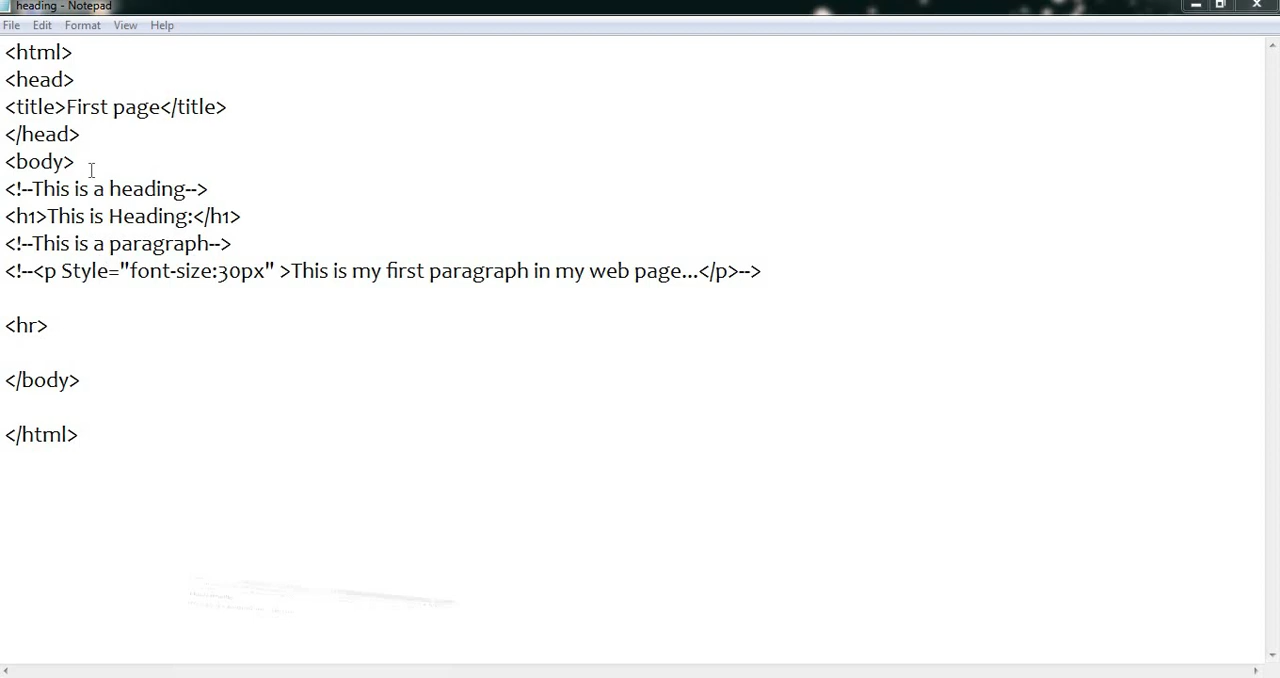 heading - Notepad
File Edit Format View Help
<html>
<head>
<title>First page</title>
</head>
<body>
<!--This is a heading-->
<h1>This is Heading:</h1>
<!--This is a paragraph-->
<!--<p Style="font-size:30px" >This is my first paragraph in my web page...</p>-->
<hr>
</body>
</html>